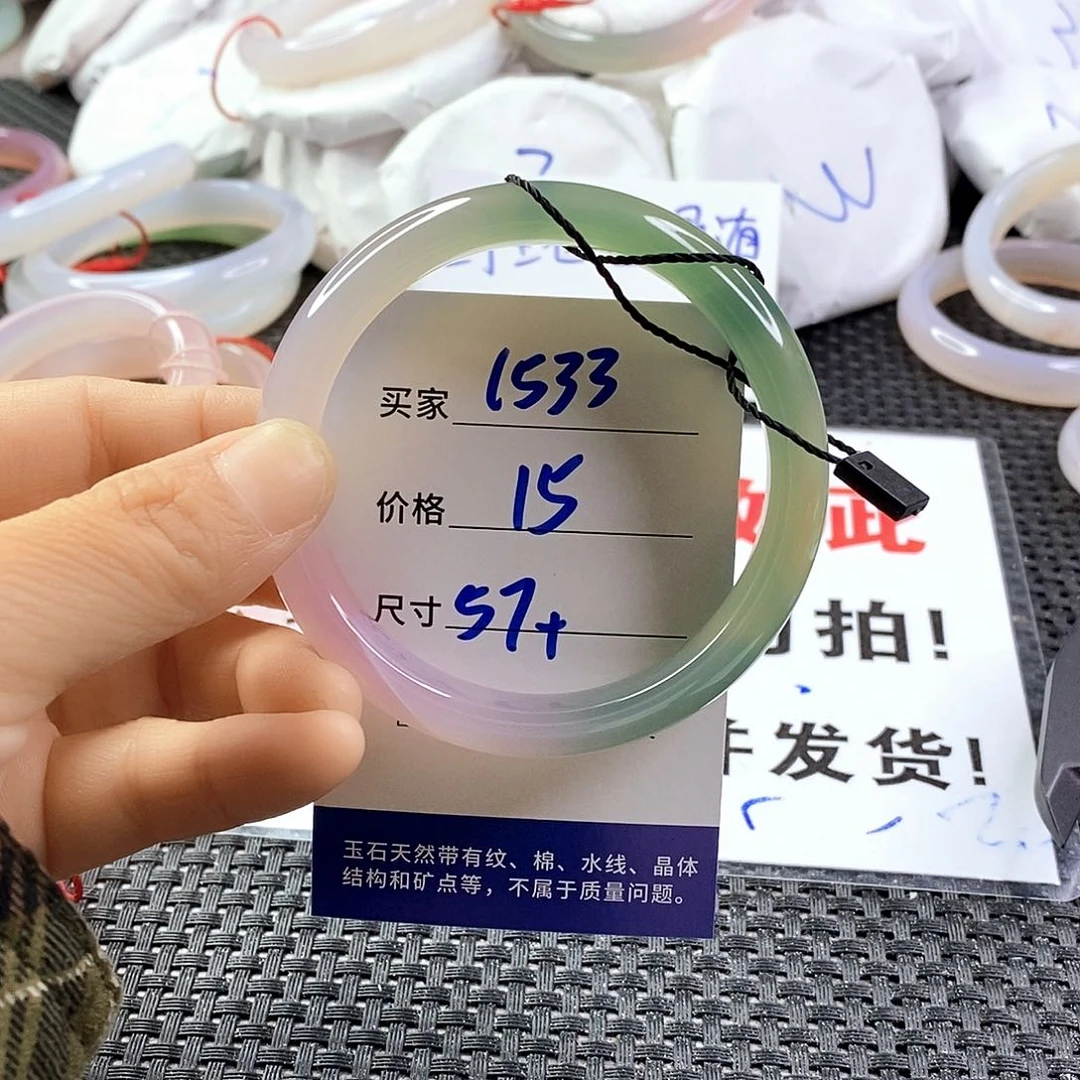 买家 1533
价格 15
尺寸 57+
玉石天然带有纹、棉、水线、晶体
结构和矿点等，不属于质量问题。
拍！
发货！